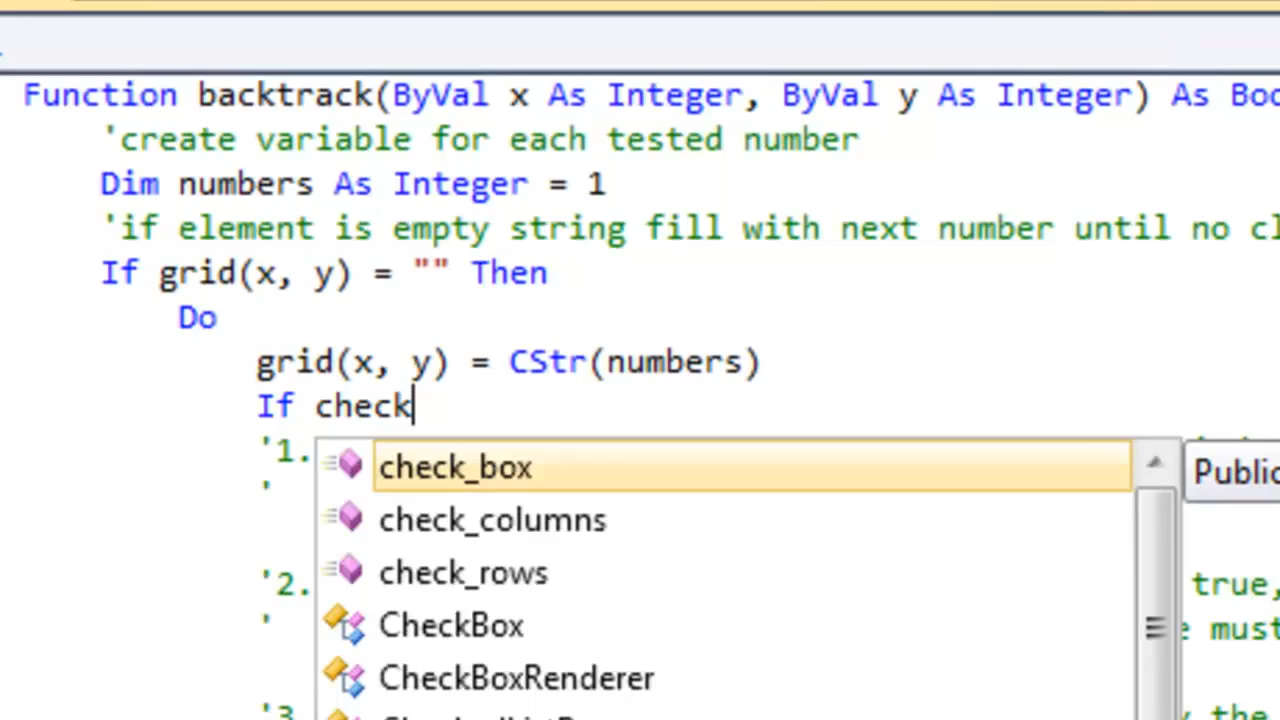 Function backtrack(ByVal x As Integer, ByVal y As Integer) As
'create variable for each tested number
Dim numbers As Integer = 1
'if element is empty string fill with next number until no
If grid(x, y) = "" Then
Do
grid(x, y) = CStr(numbers)
If check
'1.
check_box
Public
'
check_columns
check_rows
'2.
true,
CheckBox
'
must
CheckBoxRenderer
'3
the